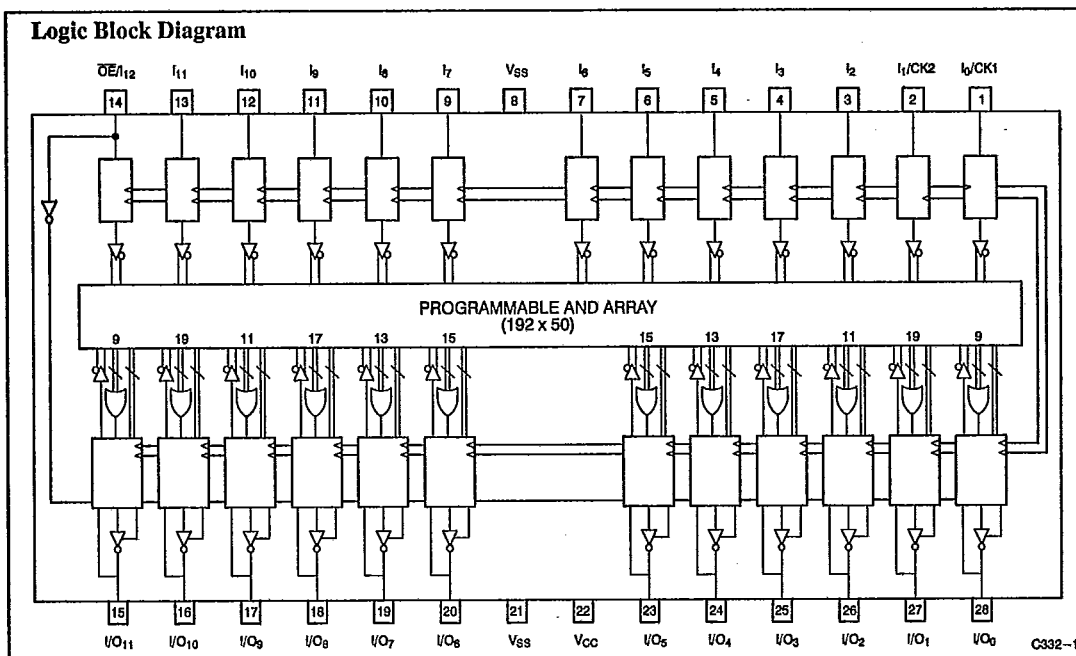 Logic Block Diagram
OE/I12 I11 I10 I9 I8 I7 VSS I6 I5 I4 I3 I2 I1/CK2 I0/CK1
14 13 12 11 10 9 8 7 6 5 4 3 2 1
PROGRAMMABLE AND ARRAY
(192 x 50)
9 19 11 17 13 15 15 13 17 11 19 9
15 16 17 18 19 20 21 22 23 24 25 26 27 28
I/O11 I/O10 I/O9 I/O8 I/O7 I/O6 VSS VCC I/O5 I/O4 I/O3 I/O2 I/O1 I/O0
C332–1